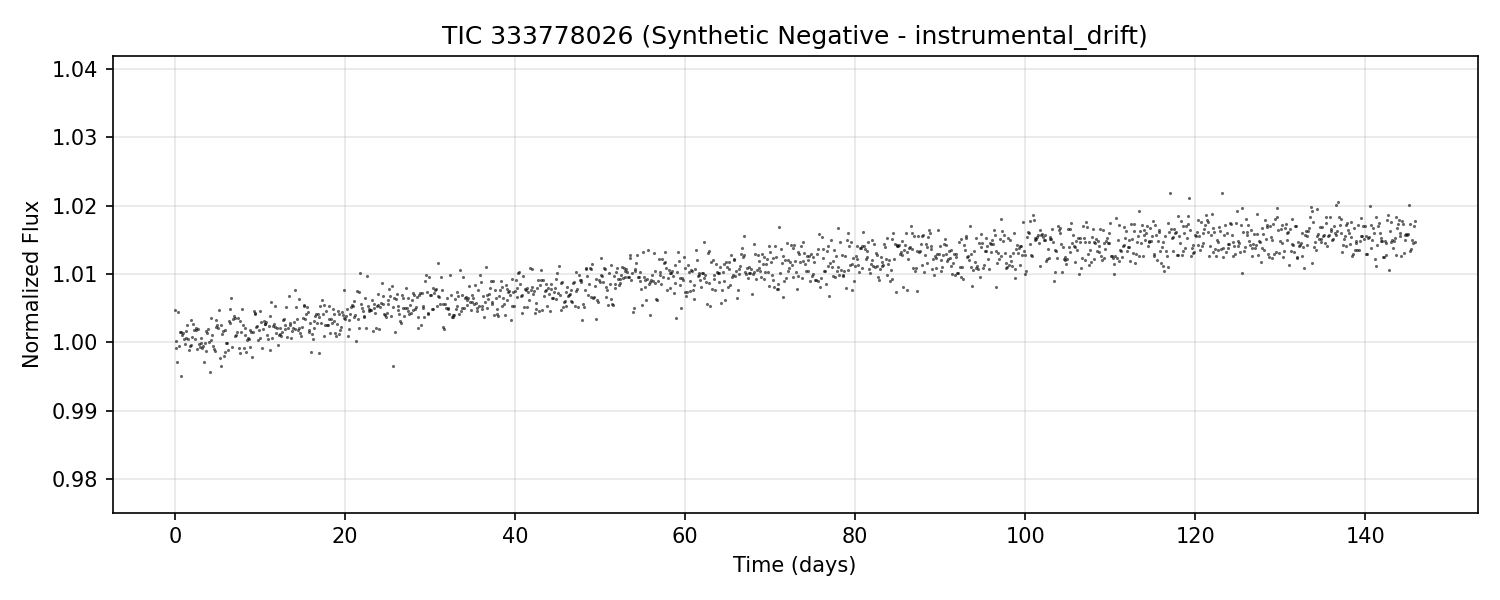 TIC 333778026 (Synthetic Negative - instrumental_drift)
Normalized Flux
1.04
1.03
1.02
1.01
1.00
0.99
0.98
0 20 40 60 80 100 120 140
Time (days)